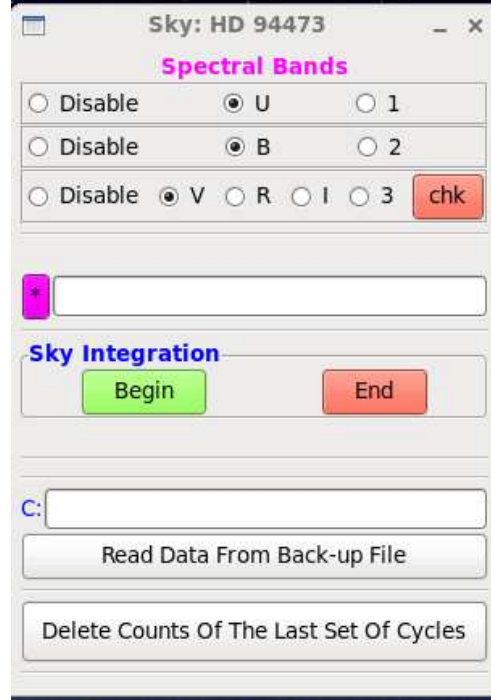 Sky: HD 94473
Spectral Bands
Disable U 1
Disable B 2
Disable V R I 3 chk
*
Sky Integration
Begin End
C:
Read Data From Back-up File
Delete Counts Of The Last Set Of Cycles